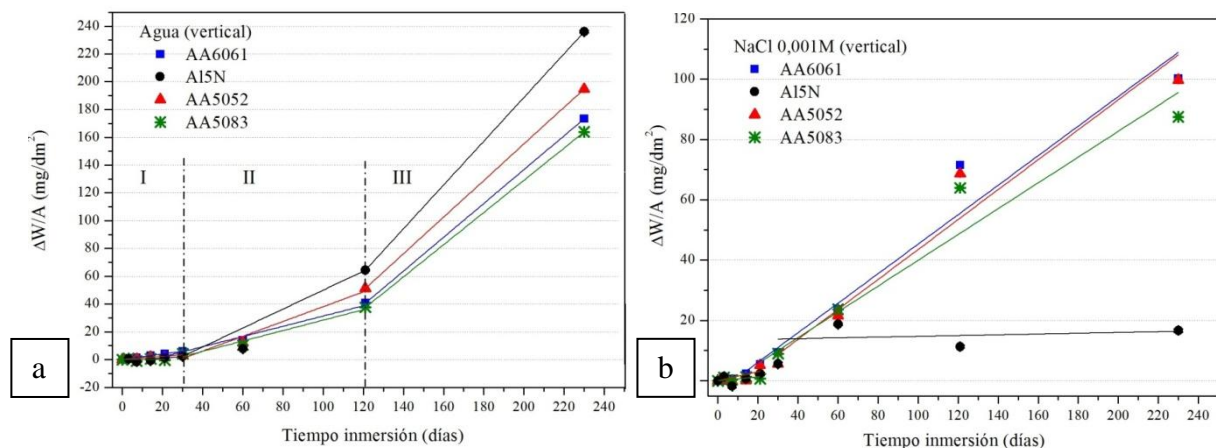 Agua (vertical)
AA6061
Al5N
AA5052
AA5083
I
II
III
ΔW/A (mg/dm²)
240
220
200
180
160
140
120
100
80
60
40
20
0
-20
0 20 40 60 80 100 120 140 160 180 200 220 240
Tiempo inmersión (días)
a
NaCl 0,001M (vertical)
AA6061
Al5N
AA5052
AA5083
ΔW/A (mg/dm²)
120
100
80
60
40
20
0
0 20 40 60 80 100 120 140 160 180 200 220 240
Tiempo inmersión (días)
b